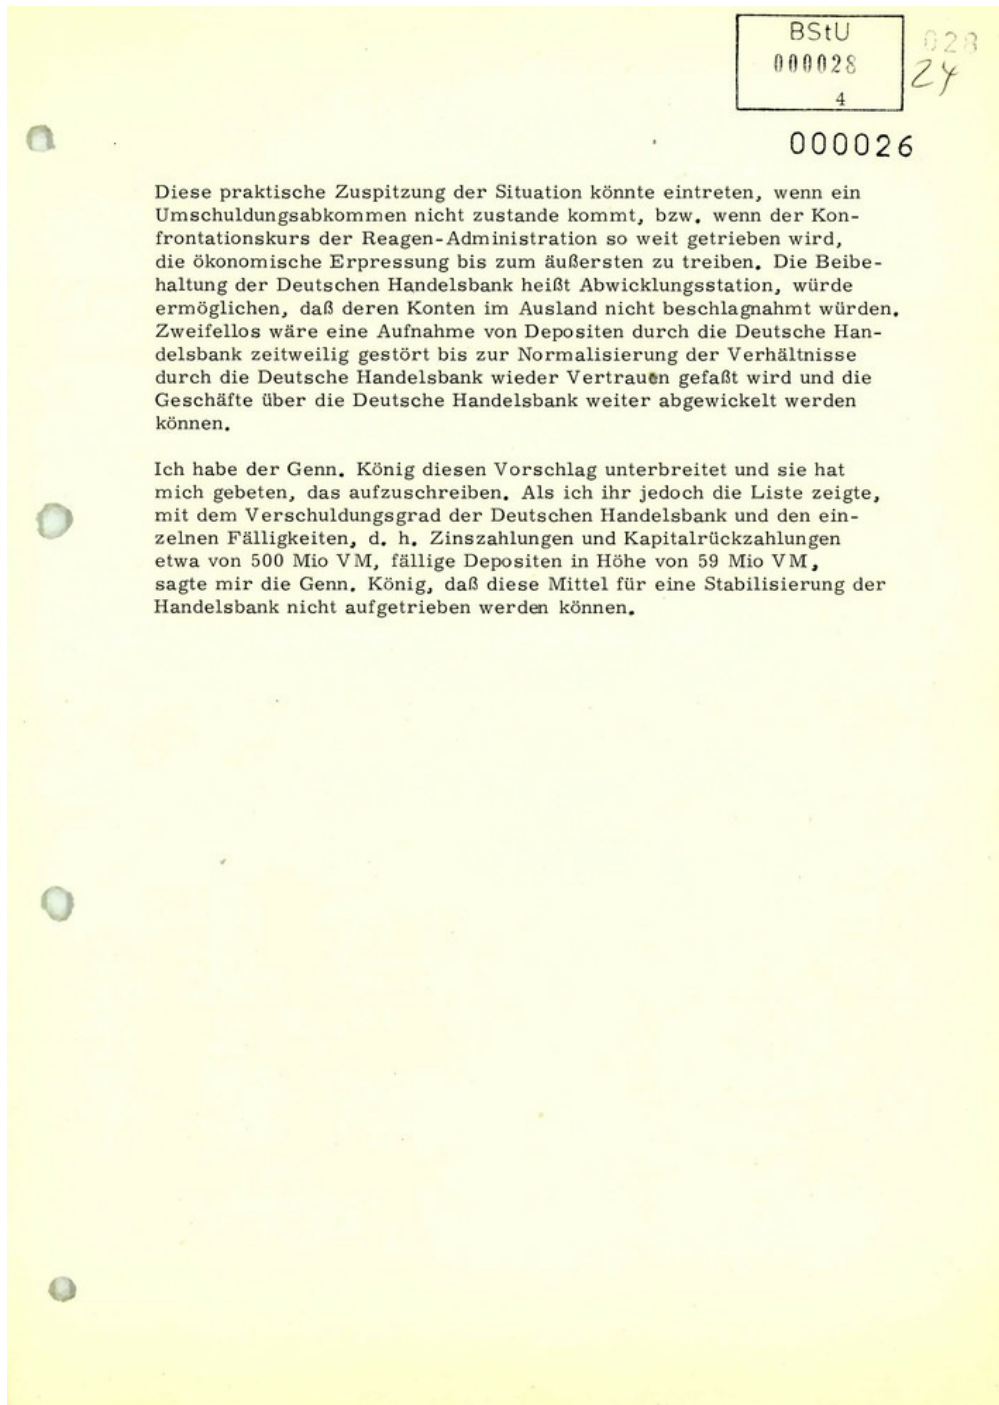 BStU
000028
4
028
24
000026
Diese praktische Zuspitzung der Situation könnte eintreten, wenn ein
Umschuldungsabkommen nicht zustande kommt, bzw. wenn der Kon-
frontationskurs der Reagen-Administration so weit getrieben wird,
die ökonomische Erpressung bis zum äußersten zu treiben. Die Beibe-
haltung der Deutschen Handelsbank heißt Abwicklungsstation, würde
ermöglichen, daß deren Konten im Ausland nicht beschlagnahmt würden.
Zweifellos wäre eine Aufnahme von Depositen durch die Deutsche Han-
delsbank zeitweilig gestört bis zur Normalisierung der Verhältnisse
durch die Deutsche Handelsbank wieder Vertrauen gefaßt wird und die
Geschäfte über die Deutsche Handelsbank weiter abgewickelt werden
können.
Ich habe der Genn. König diesen Vorschlag unterbreitet und sie hat
mich gebeten, das aufzuschreiben. Als ich ihr jedoch die Liste zeigte,
mit dem Verschuldungsgrad der Deutschen Handelsbank und den ein-
zelnen Fälligkeiten, d. h. Zinszahlungen und Kapitalrückzahlungen
etwa von 500 Mio VM, fällige Depositen in Höhe von 59 Mio VM,
sagte mir die Genn. König, daß diese Mittel für eine Stabilisierung der
Handelsbank nicht aufgetrieben werden können.